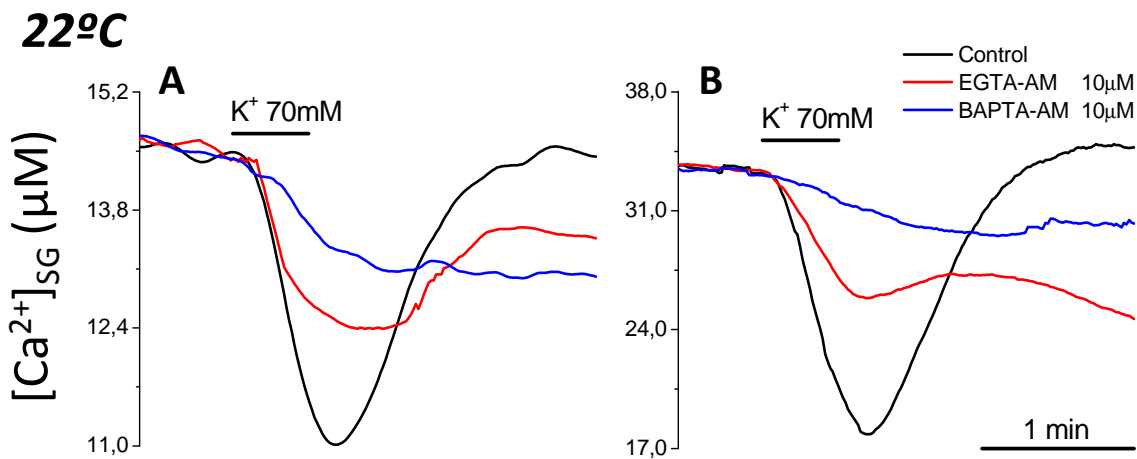 22ºC
A
B
Control
EGTA-AM 10µM
BAPTA-AM 10µM
K⁺ 70mM
K⁺ 70mM
[Ca²⁺]SG (µM)
15,2
13,8
12,4
11,0
38,0
31,0
24,0
17,0
1 min